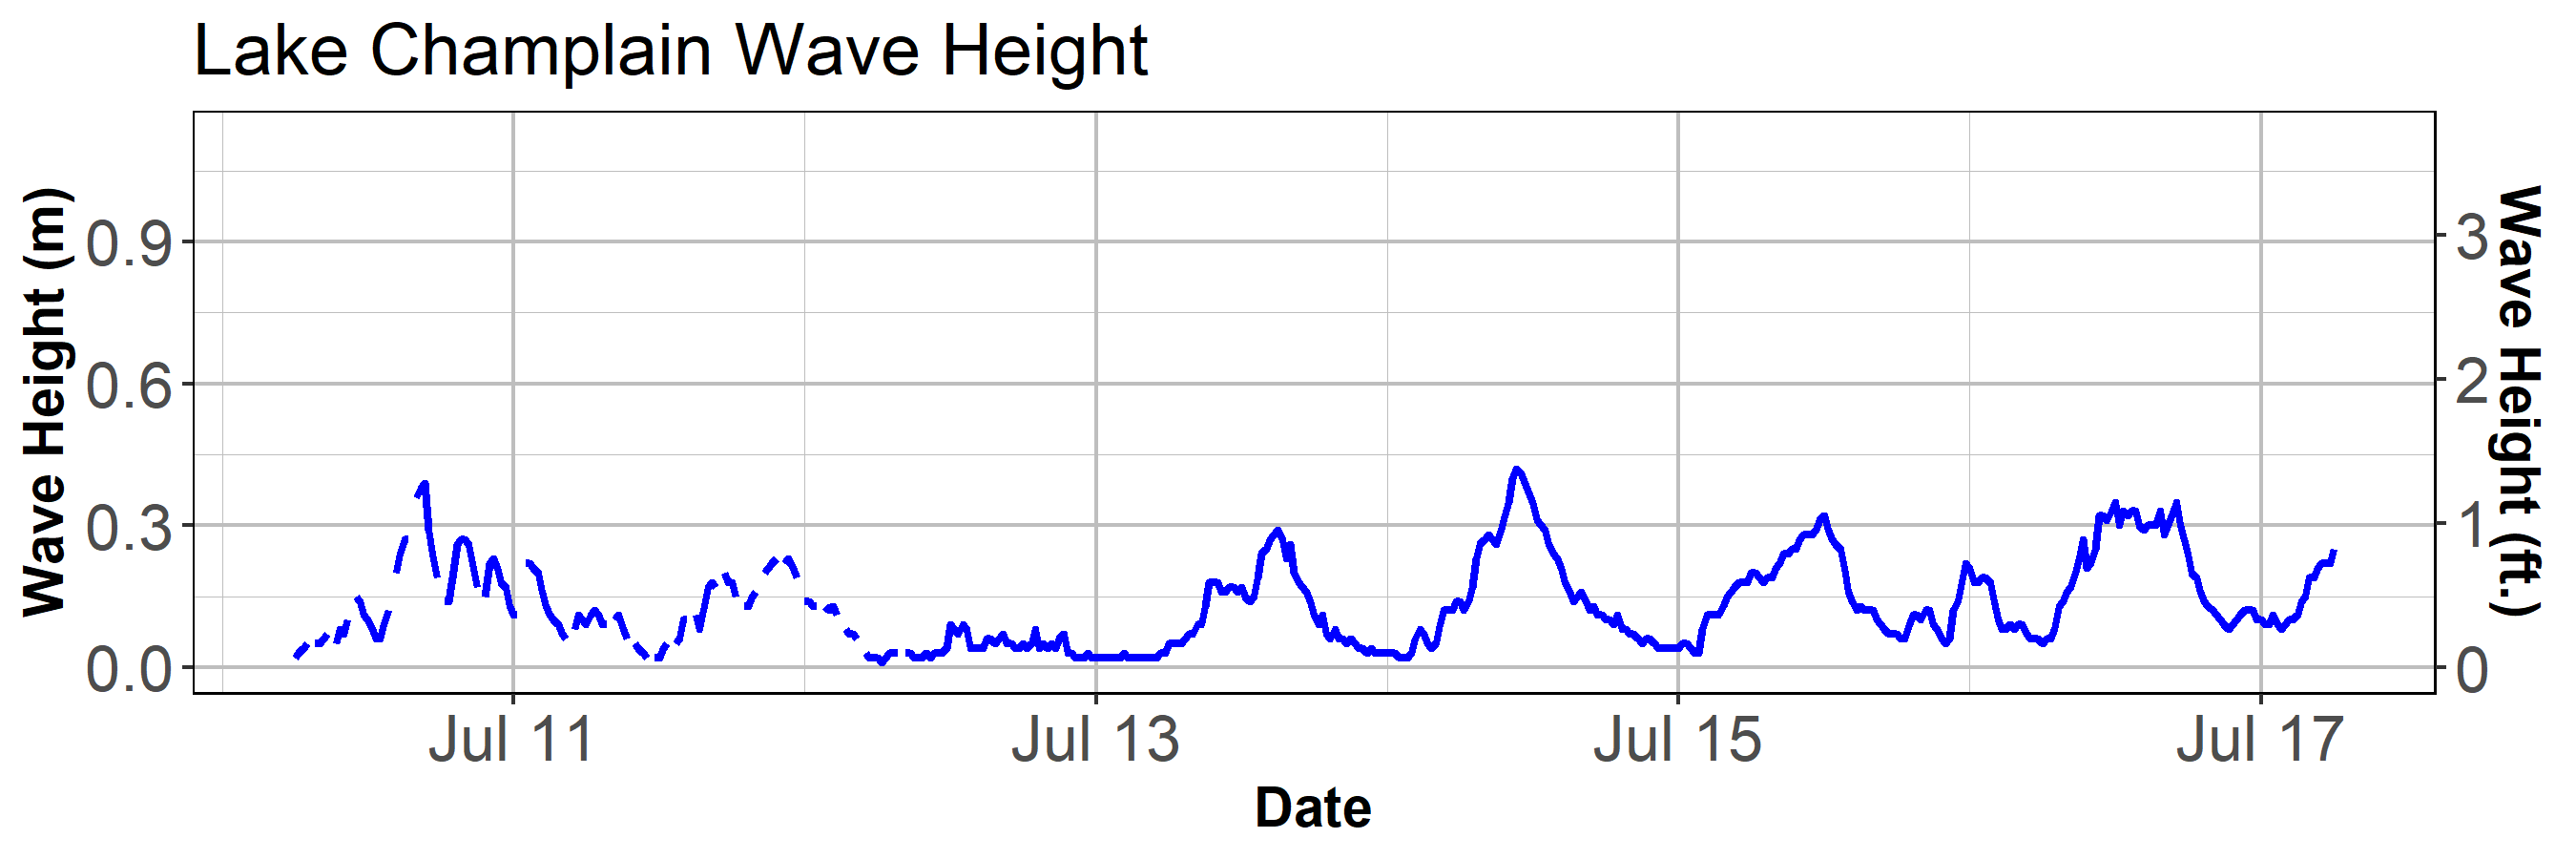 Lake Champlain Wave Height
Wave Height (m)
0.9
0.6
0.3
0.0
3
2
1
0
Wave Height (ft.)
Jul 11
Jul 13
Jul 15
Jul 17
Date